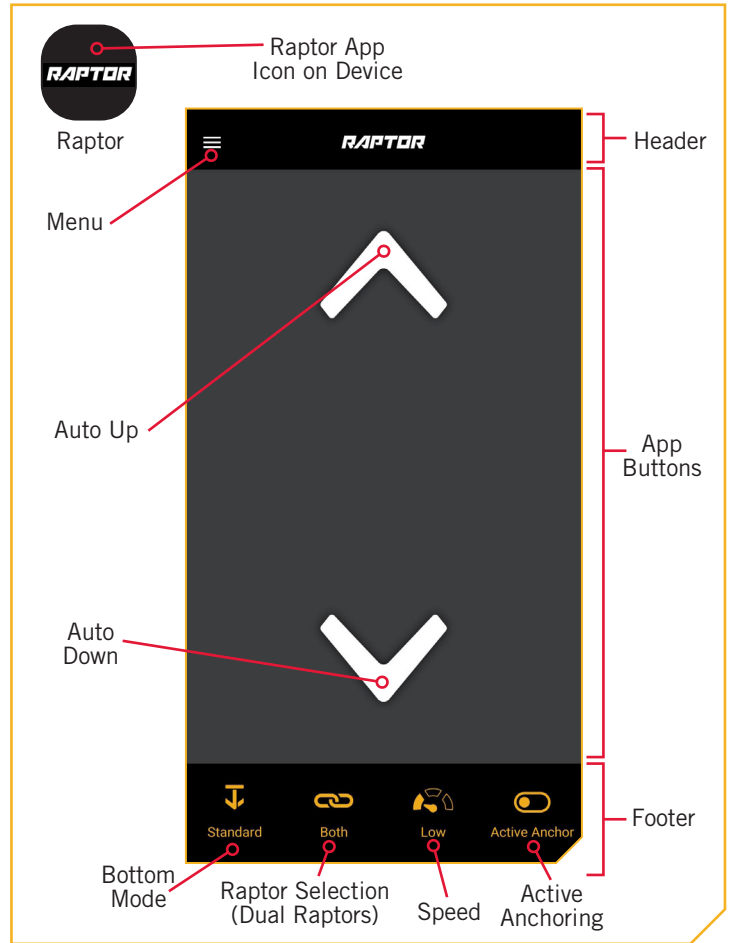 Raptor App
Icon on Device
RAPTOR
Raptor
RAPTOR
Header
Menu
Auto Up
App
Buttons
Auto
Down
Standard
Both
Low
Active Anchor
Footer
Bottom
Mode
Raptor Selection
(Dual Raptors)
Speed
Active
Anchoring